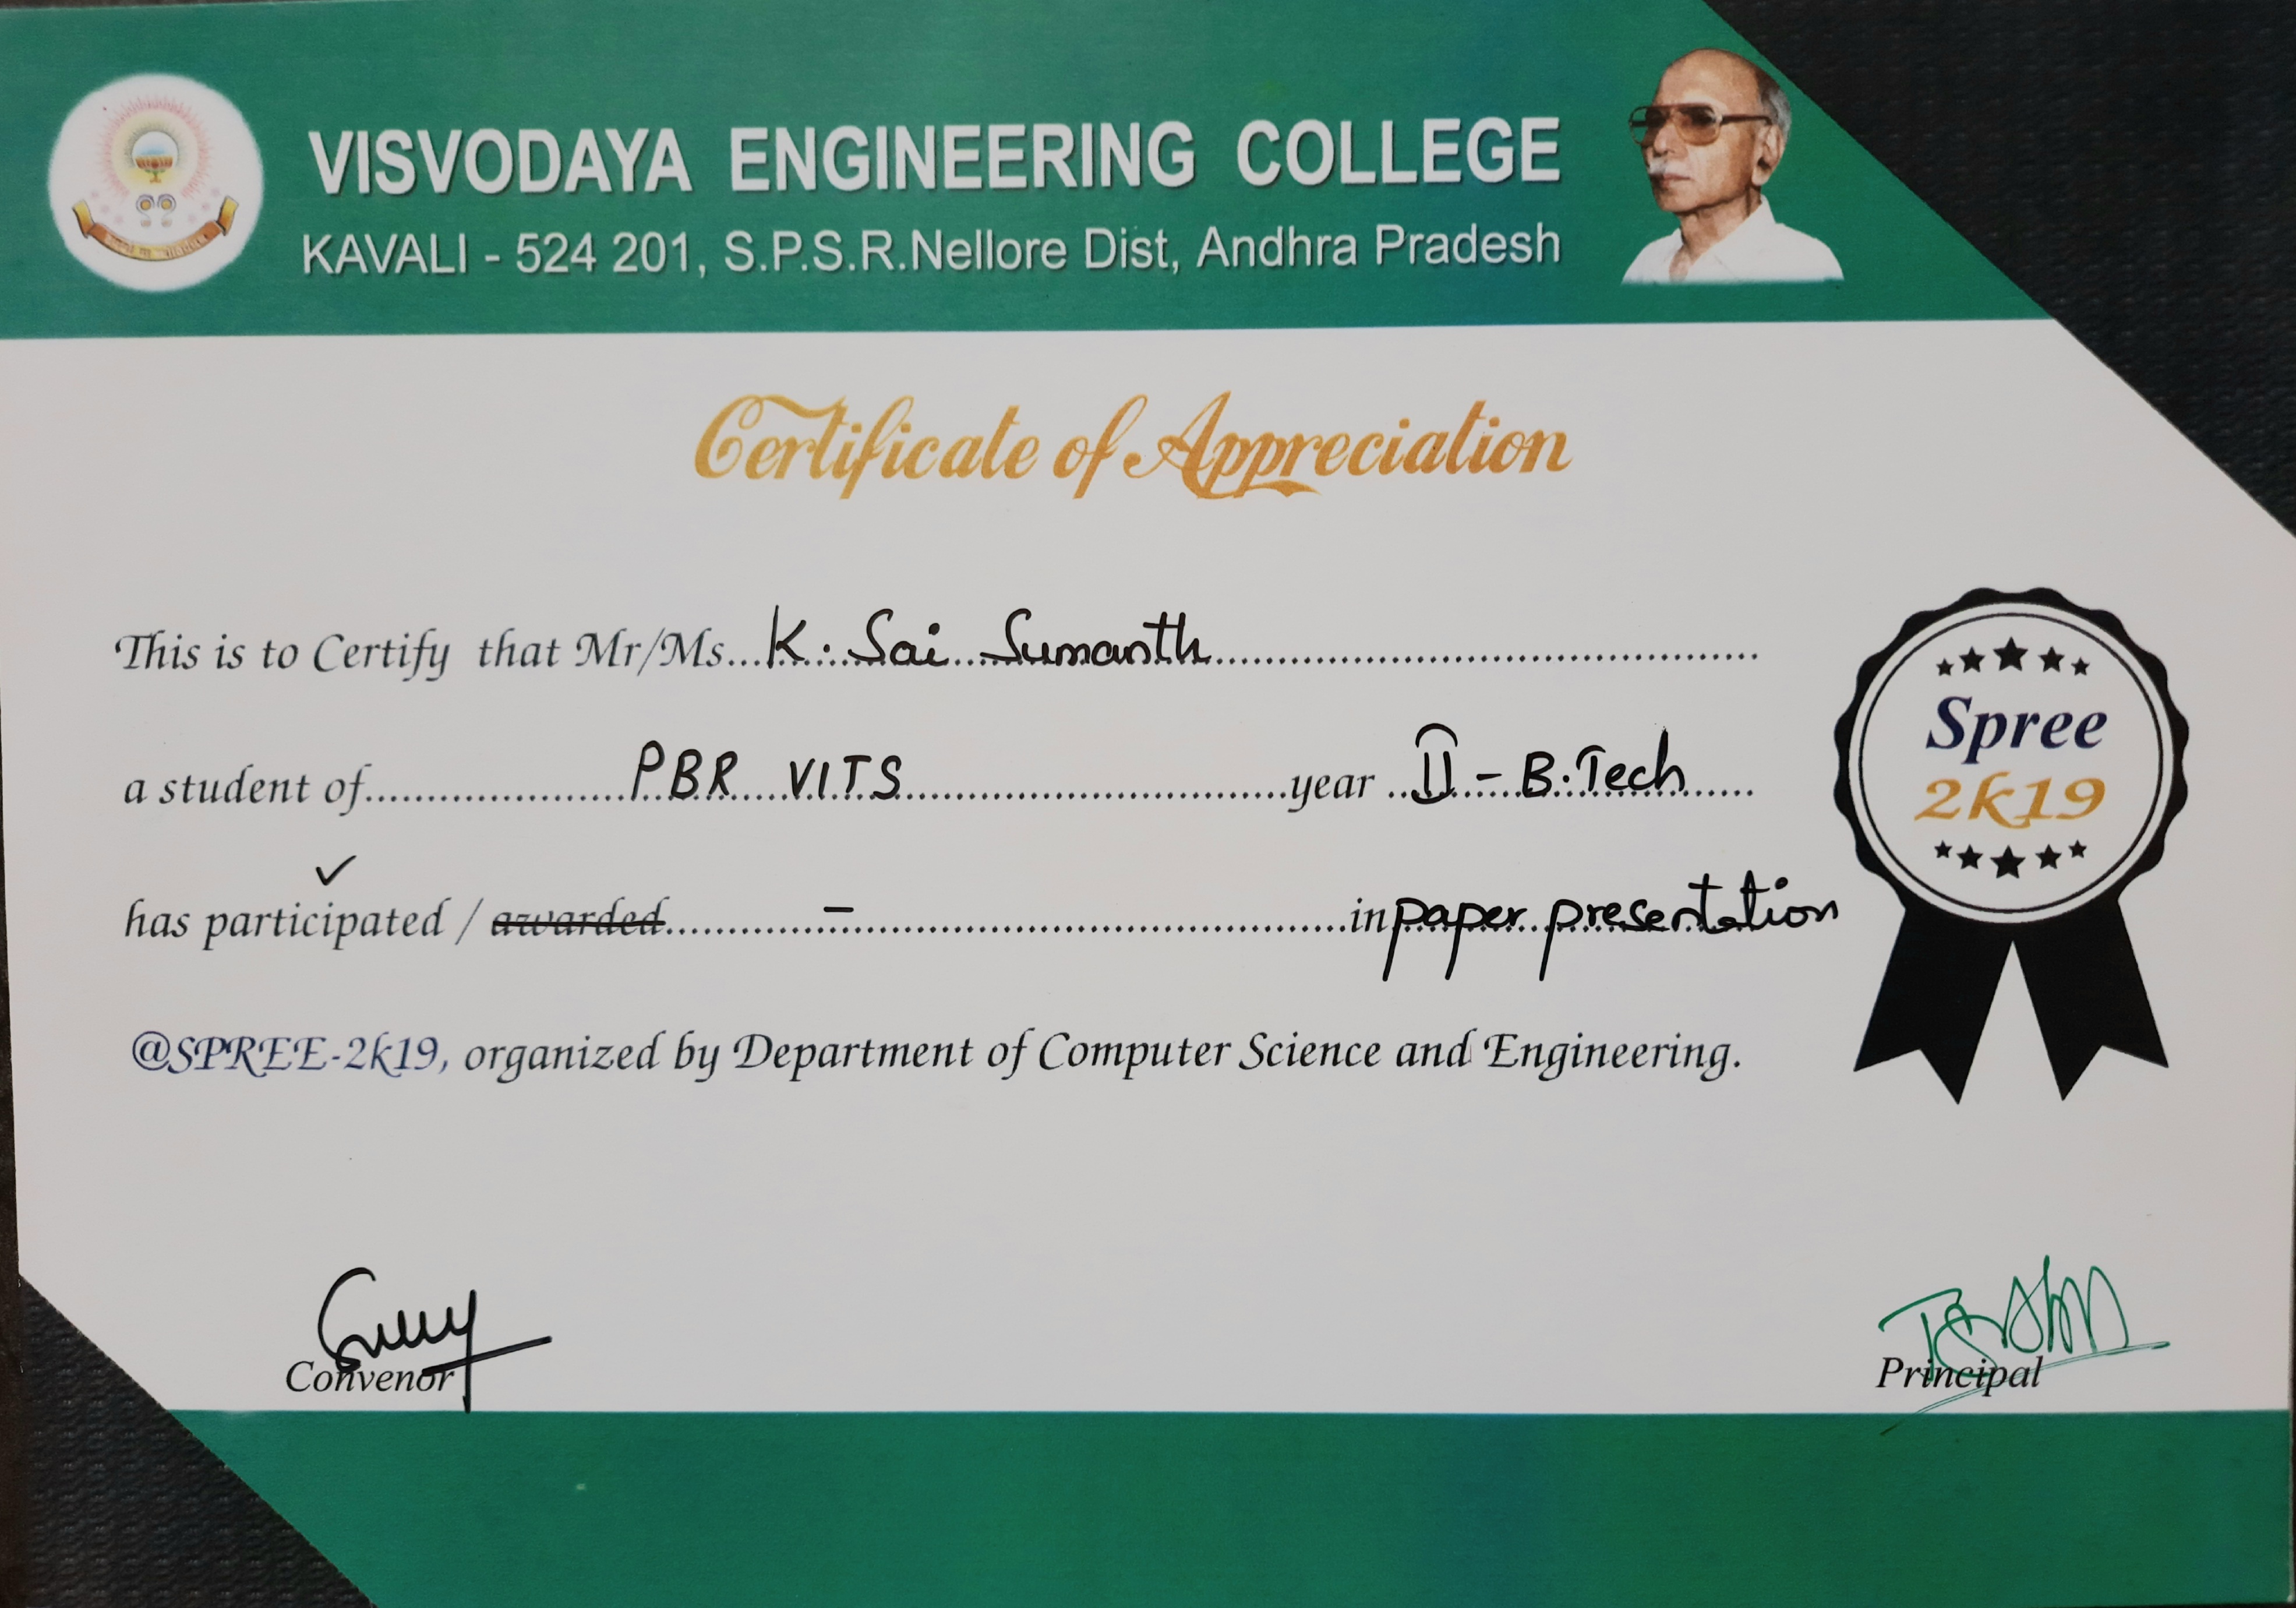 VISVODAYA ENGINEERING COLLEGE
KAVALI - 524 201, S.P.S.R.Nellore Dist, Andhra Pradesh
Certificate of Appreciation
This is to Certify that Mr/Ms...K. Sai Sumanth...
a student of...PBR VITS...year...II - B.Tech...
✓
has participated / awarded...-...in paper presentation
@SPREE-2k19, organized by Department of Computer Science and Engineering.
Spree
2k19
Convenor
Principal